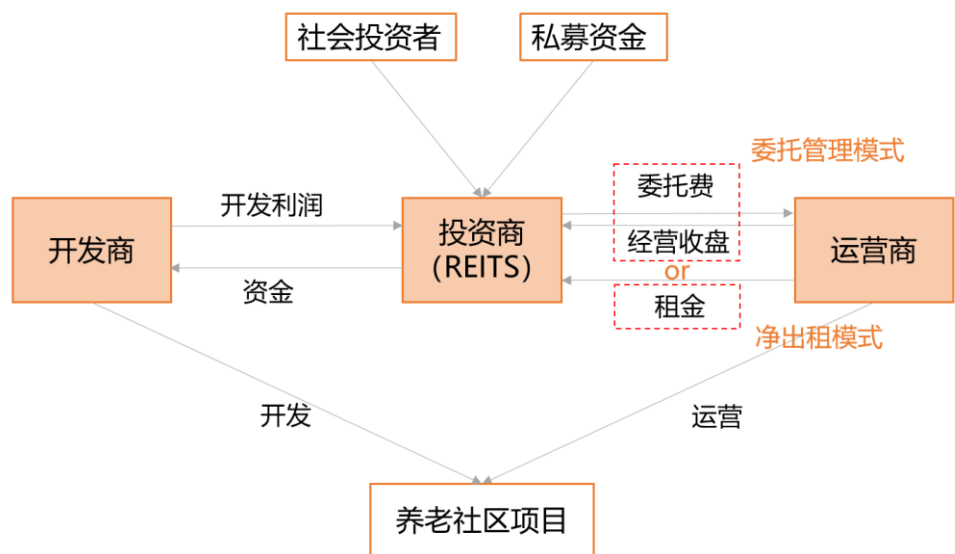 社会投资者
私募资金
委托管理模式
开发商
开发利润
资金
投资商
（REITS）
委托费
经营收盘
or
租金
运营商
净出租模式
开发
运营
养老社区项目